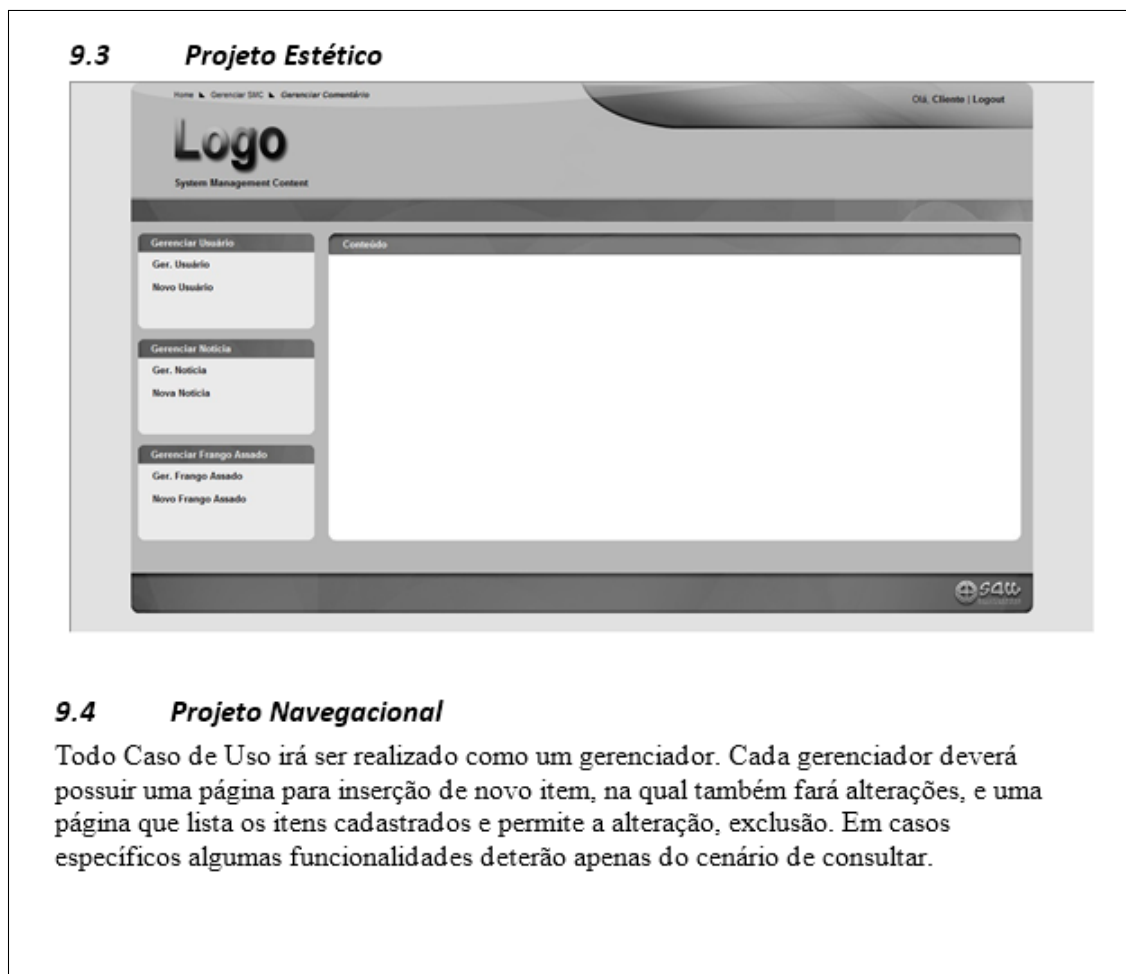 9.3 Projeto Estético
Home Gerenciar SMC Gerenciar Comentário
Olá, Cliente | Logout
Logo
System Management Content
Gerenciar Usuário
Ger. Usuário
Novo Usuário
Conteúdo
Gerenciar Notícia
Ger. Notícia
Nova Notícia
Gerenciar Frango Assado
Ger. Frango Assado
Novo Frango Assado
saw
9.4 Projeto Navegacional
Todo Caso de Uso irá ser realizado como um gerenciador. Cada gerenciador deverá
possuir uma página para inserção de novo item, na qual também fará alterações, e uma
página que lista os itens cadastrados e permite a alteração, exclusão. Em casos
específicos algumas funcionalidades deterão apenas do cenário de consultar.